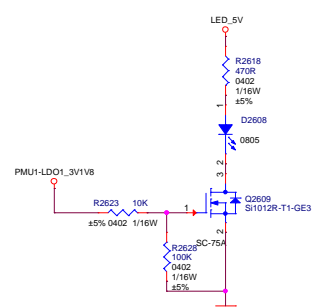 LED_5V
R2618
470R
0402
1/16W
±5%
1
D2608
0805
2
3
PMU1-LDO1_3V1V8
R2623 10K
1
Q2609
Si1012R-T1-GE3
±5% 0402 1/16W
2
SC-75A
R2628
100K
0402
1/16W
±5%